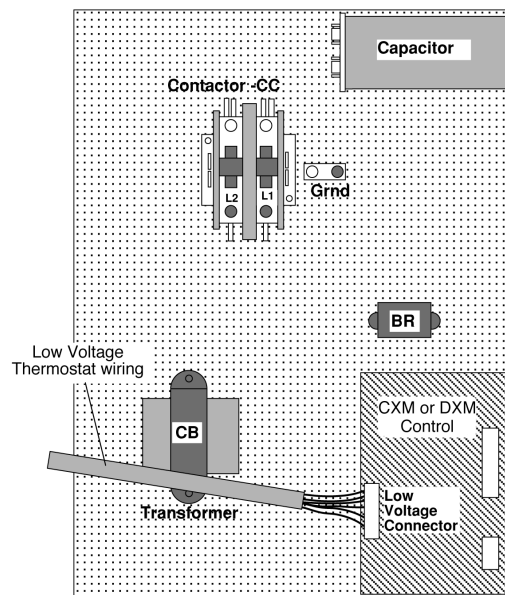 Capacitor
Contactor -CC
L2 L1
Grnd
BR
Low Voltage
Thermostat wiring
CXM or DXM
Control
CB
Low
Voltage
Connector
Transformer